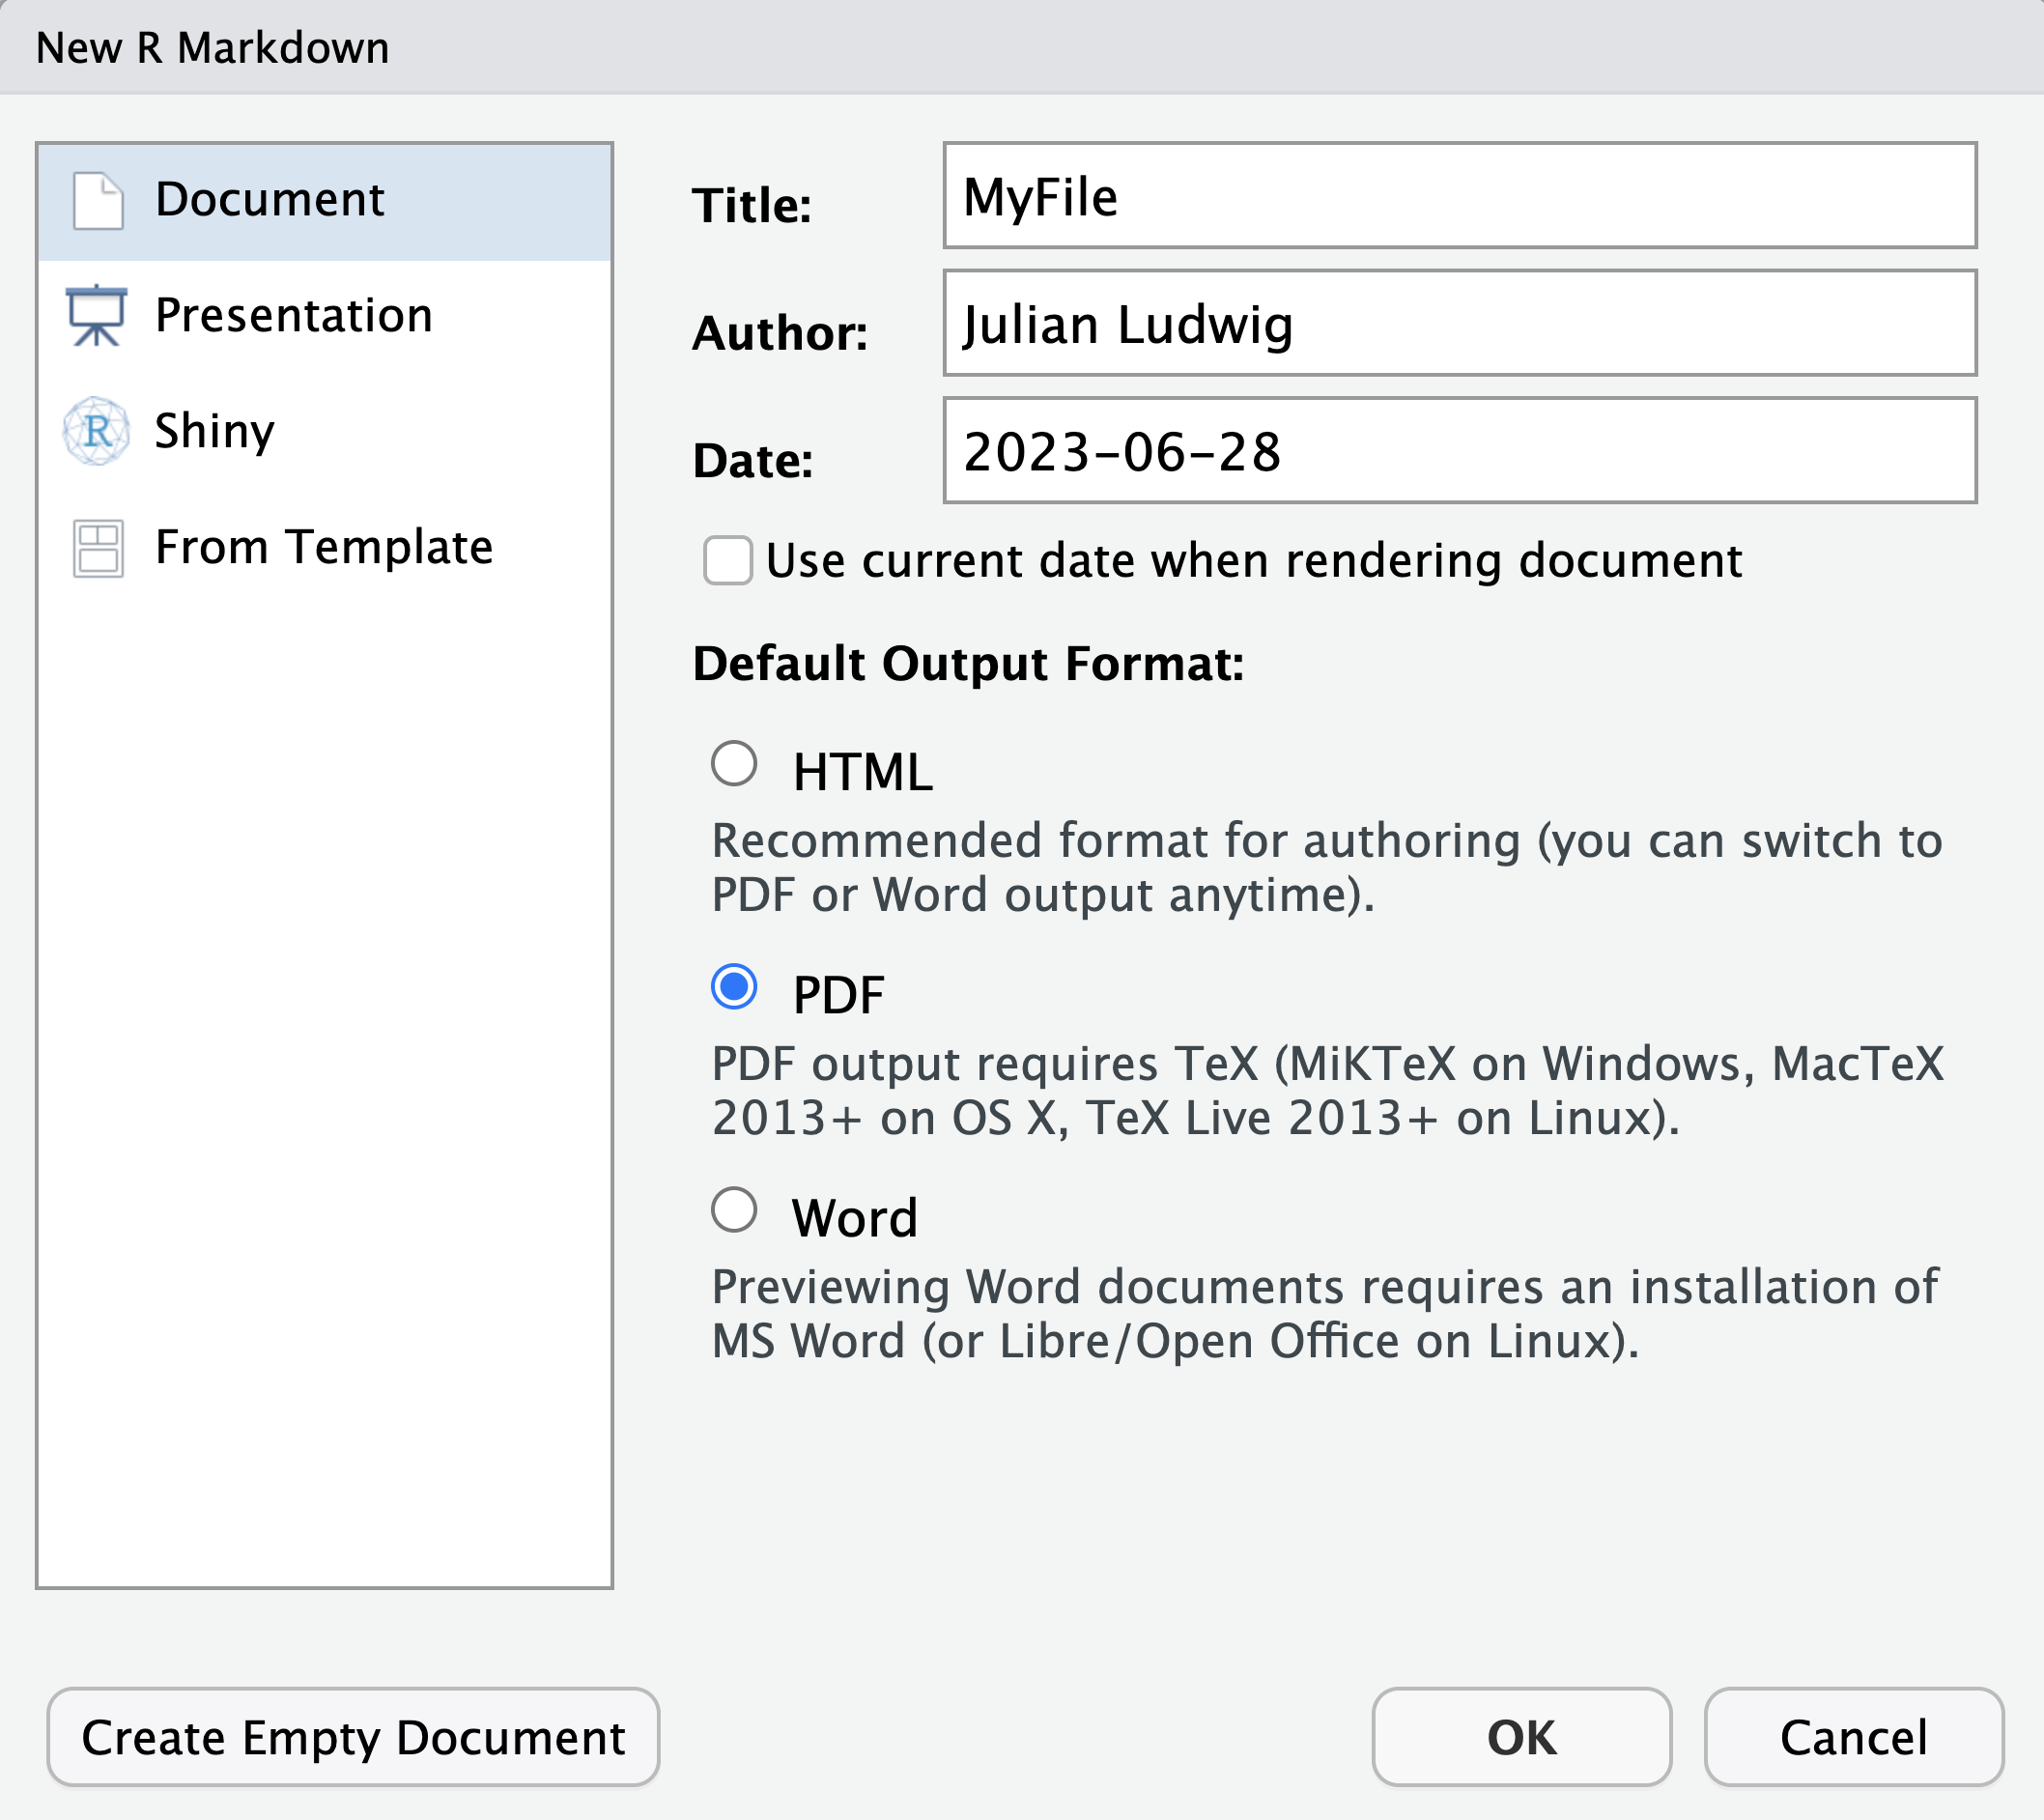 New R Markdown
Document
Presentation
R
Shiny
From Template
Title:
MyFile
Author:
Julian Ludwig
Date:
2023-06-28
Use current date when rendering document
Default Output Format:
HTML
Recommended format for authoring (you can switch to
PDF or Word output anytime).
PDF
PDF output requires TeX (MiKTeX on Windows, MacTeX
2013+ on OS X, TeX Live 2013+ on Linux).
Word
Previewing Word documents requires an installation of
MS Word (or Libre/Open Office on Linux).
Create Empty Document
OK
Cancel